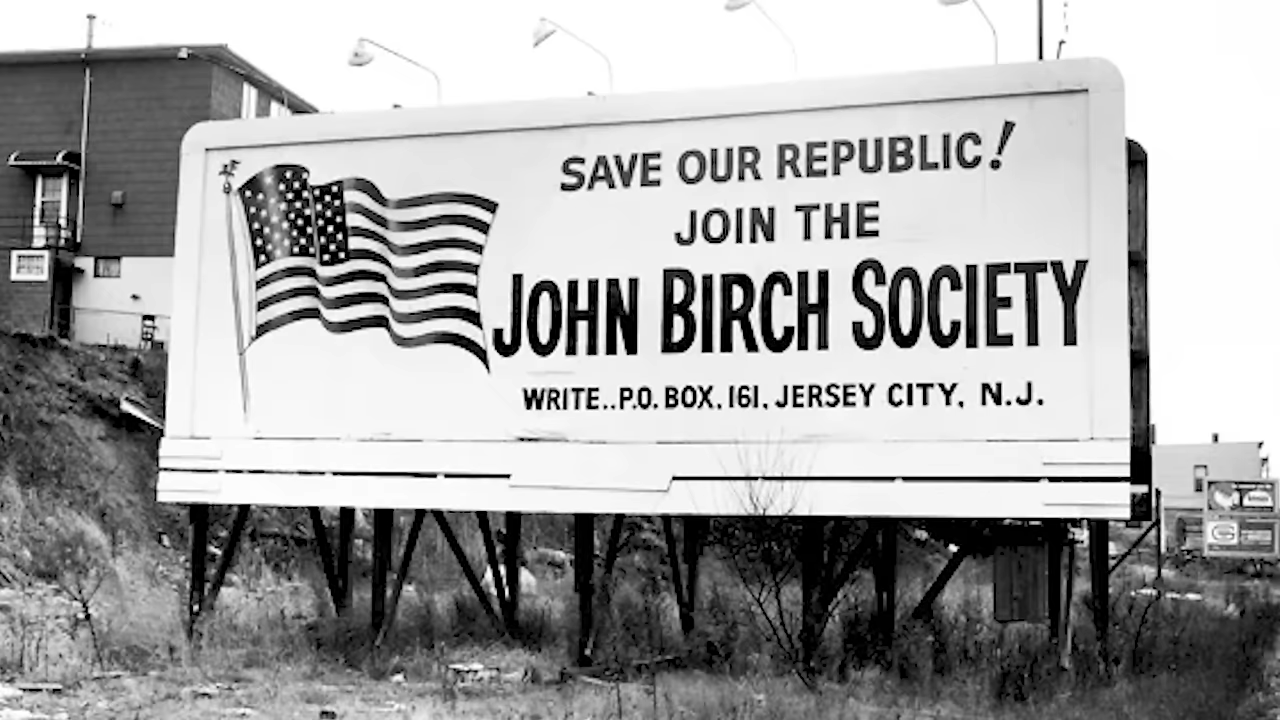 SAVE OUR REPUBLIC!
JOIN THE
JOHN BIRCH SOCIETY
WRITE..P.O. BOX, 161, JERSEY CITY, N.J.